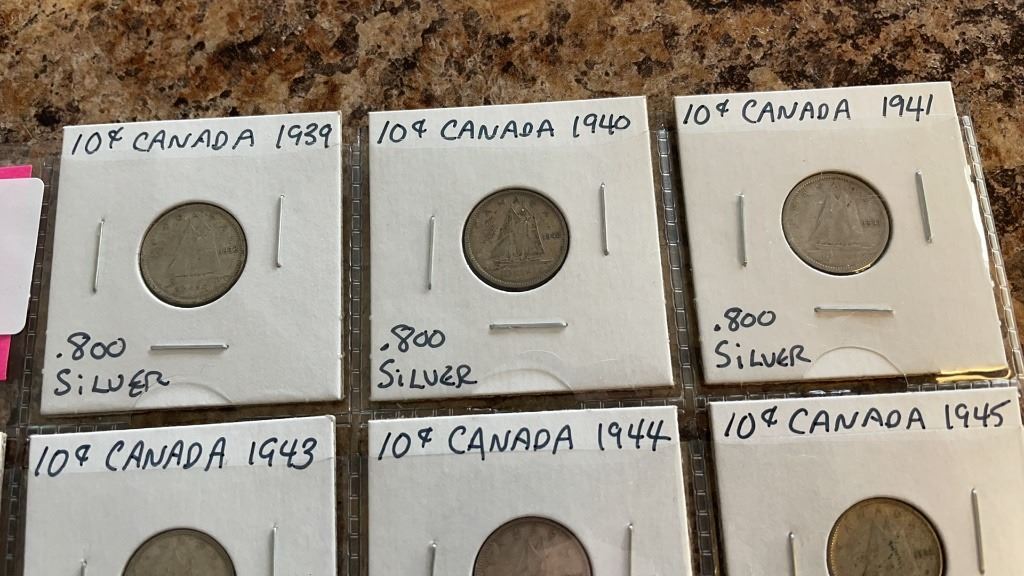 10¢ CANADA 1939
.800
SILVER
10¢ CANADA 1940
.800
SILVER
10¢ CANADA 1941
.800
SILVER
10¢ CANADA 1943
10¢ CANADA 1944
10¢ CANADA 1945